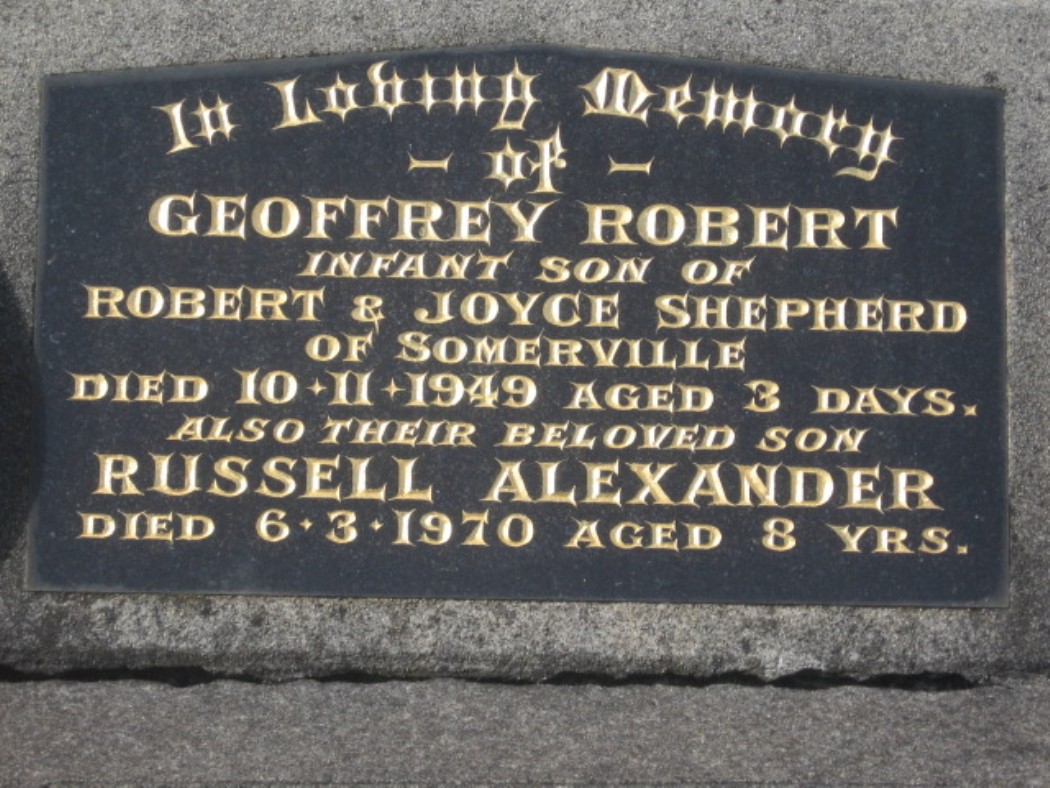 In Loving Memory
- of -
GEOFFREY ROBERT
INFANT SON OF
ROBERT & JOYCE SHEPHERD
OF SOMERVILLE
DIED 10·11·1949 AGED 3 DAYS.
ALSO THEIR BELOVED SON
RUSSELL ALEXANDER
DIED 6·3·1970 AGED 8 YRS.